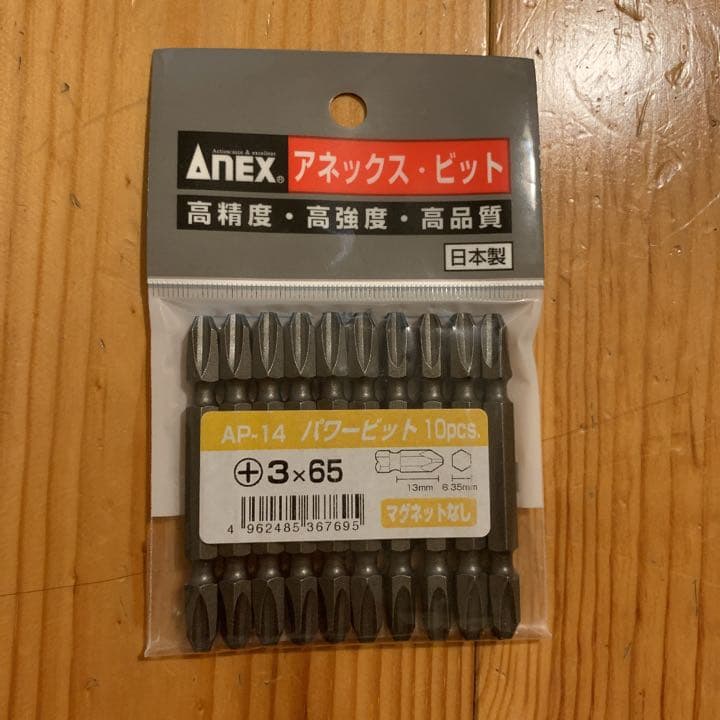 Actionware & excellent
ANEX® アネックス・ビット
高精度・高強度・高品質
日本製
AP-14 パワービット 10pcs.
⊕3×65
13mm 6.35mm
4 962485 367695
マグネットなし